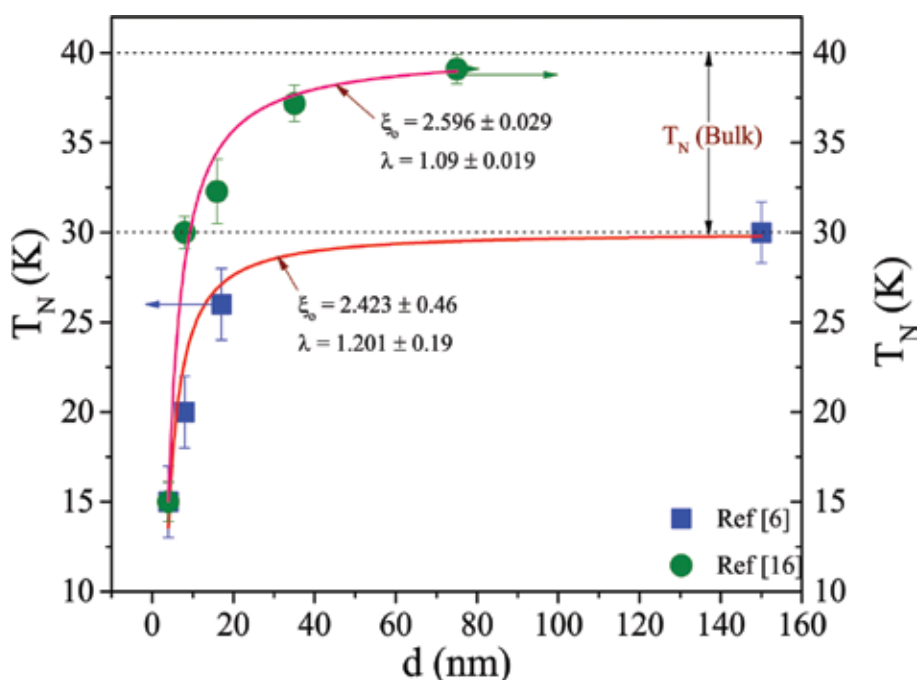 40
35
30
25
20
15
10
T_N (K)
ξ_o = 2.596 ± 0.029
λ = 1.09 ± 0.019
T_N (Bulk)
ξ_o = 2.423 ± 0.46
λ = 1.201 ± 0.19
Ref [6]
Ref [16]
40
35
30
25
20
15
10
T_N (K)
0 20 40 60 80 100 120 140 160
d (nm)